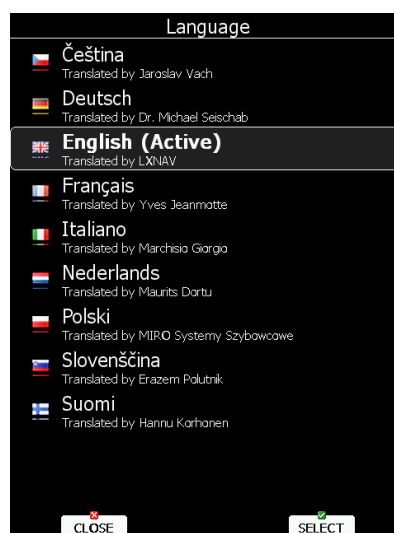 Language
Čeština
Translated by Jaroslav Vach
Deutsch
Translated by Dr. Michael Seischab
English (Active)
Translated by LXNAV
Français
Translated by Yves Jeanmotte
Italiano
Translated by Marchisio Giorgio
Nederlands
Translated by Maurits Dortu
Polski
Translated by MIRO Systemy Szybowcowe
Slovenščina
Translated by Erazem Polutnik
Suomi
Translated by Hannu Korhonen
CLOSE
SELECT